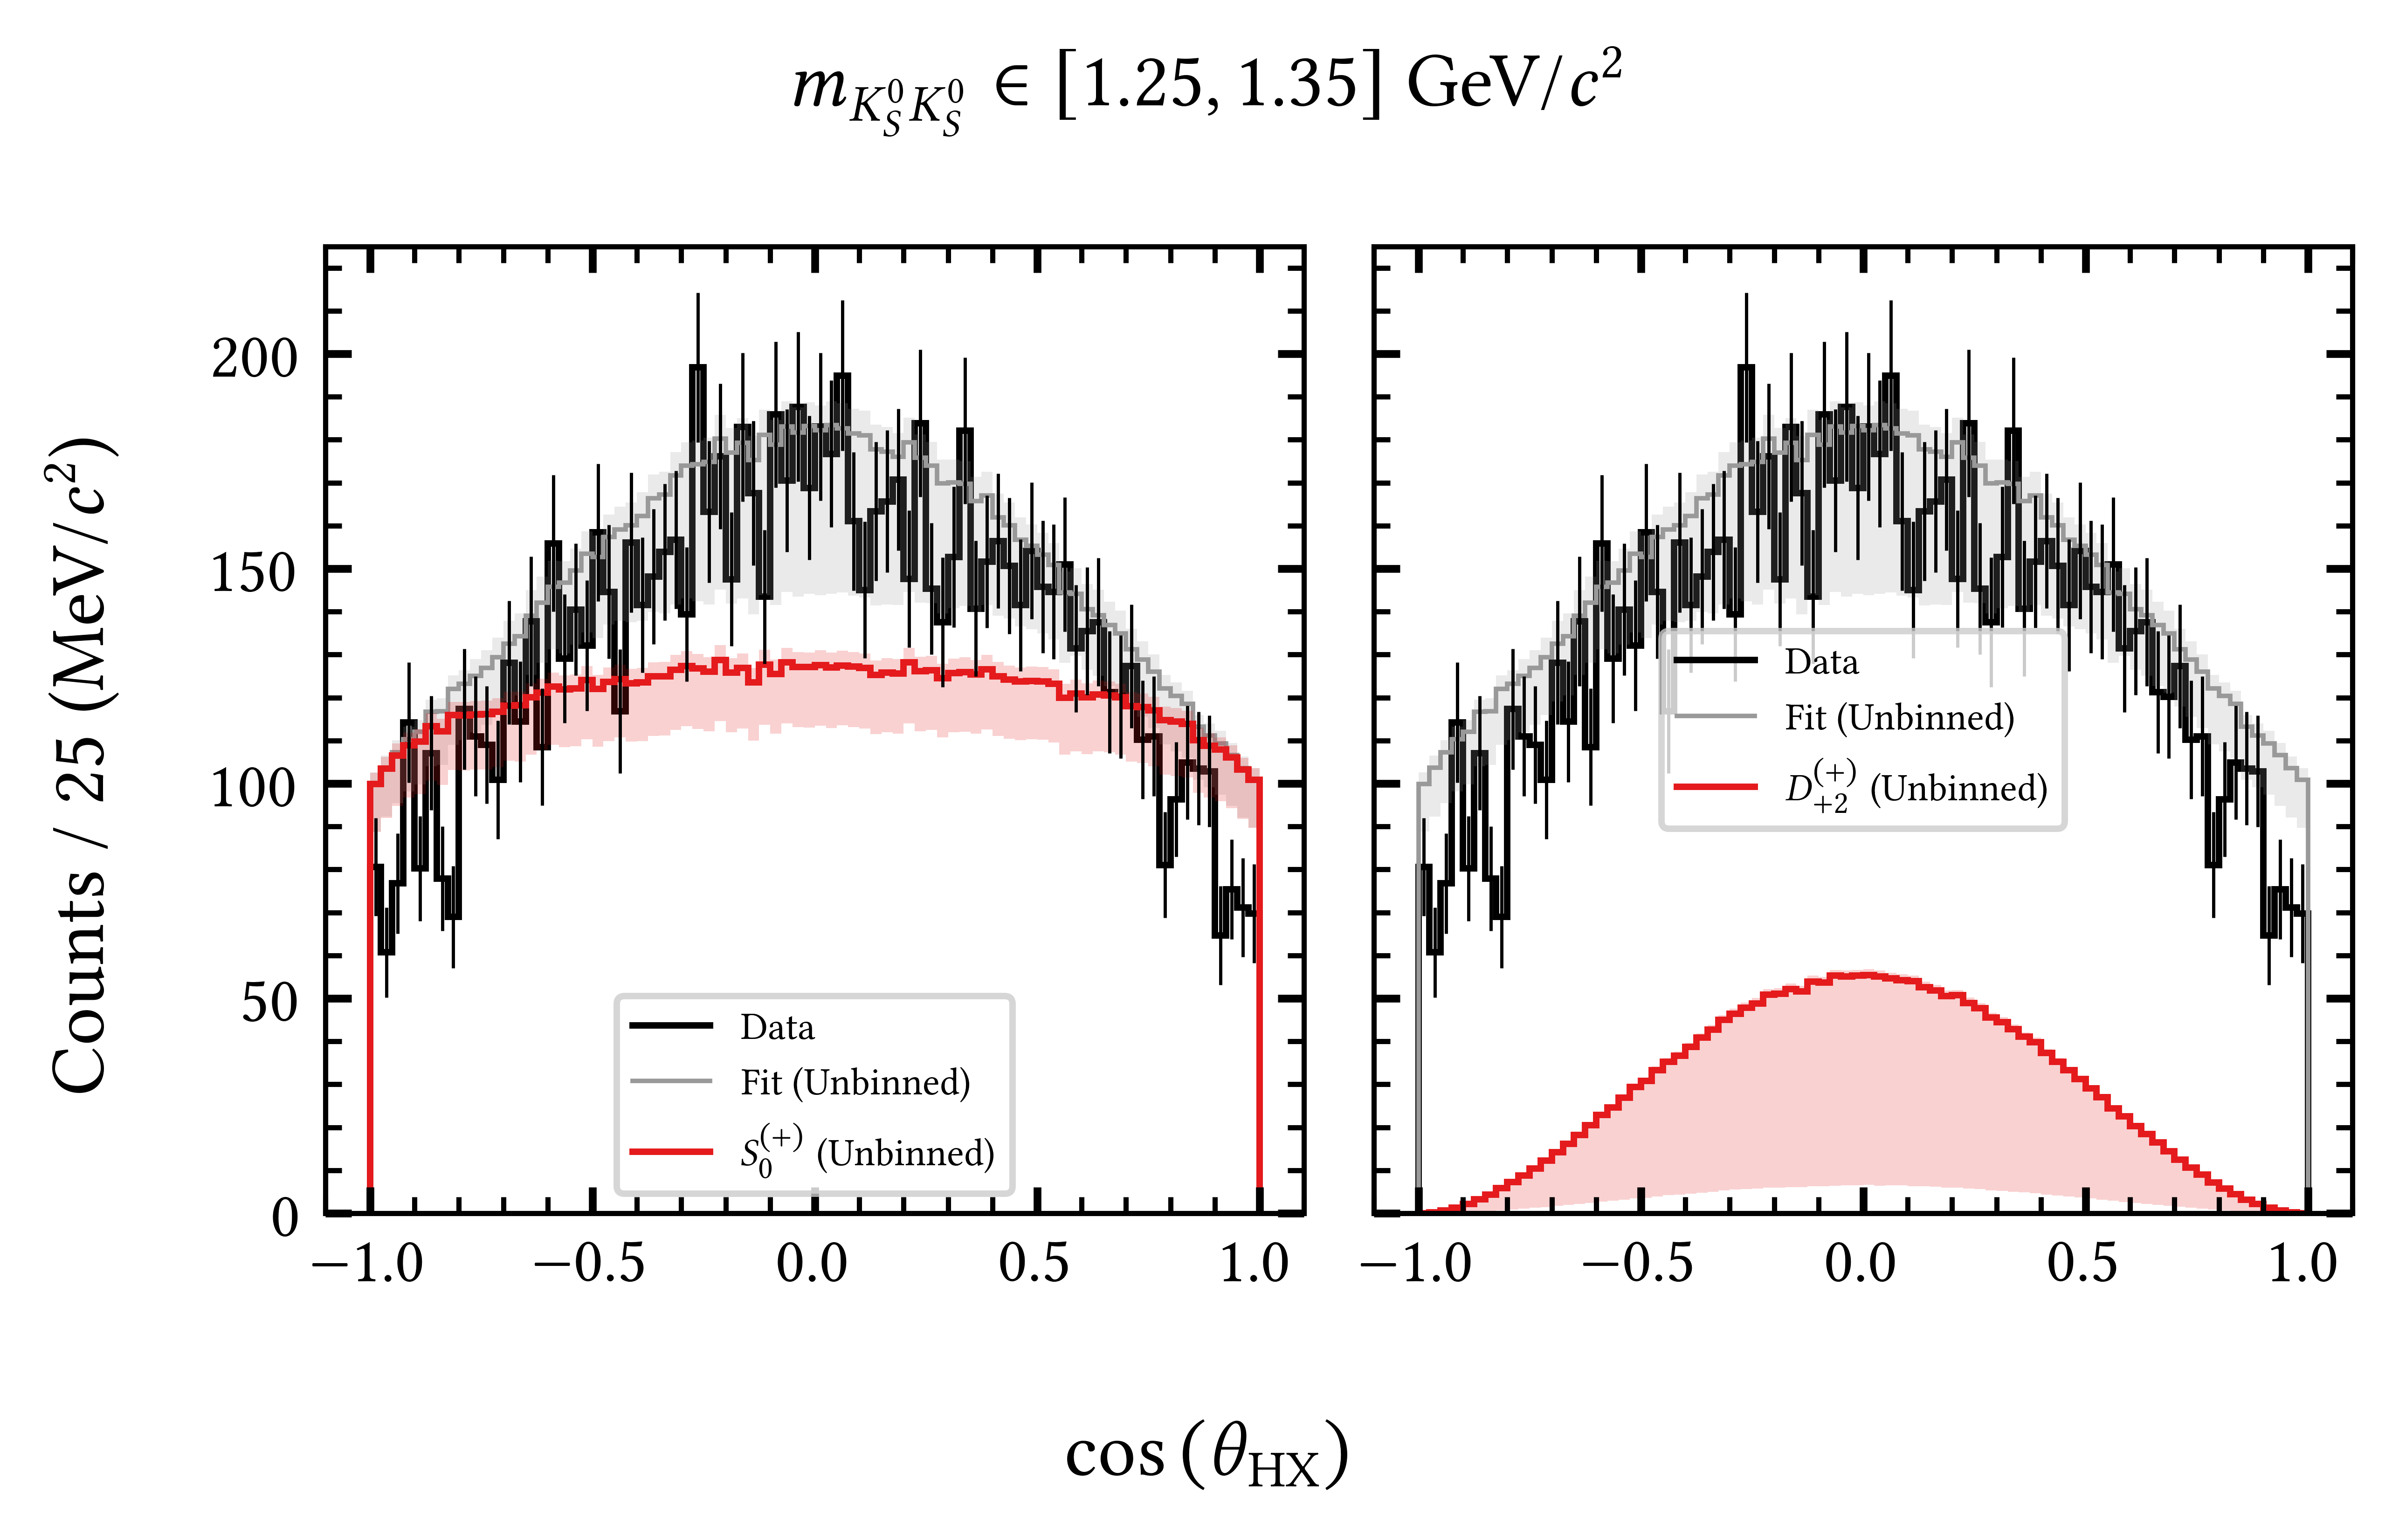 m_{K_S^0 K_S^0} ∈ [1.25, 1.35] GeV/c²
Counts / 25 (MeV/c²)
200
150
100
50
0
Data
Fit (Unbinned)
S_0^{(+)} (Unbinned)
−1.0 −0.5 0.0 0.5 1.0
Data
Fit (Unbinned)
D_{+2}^{(+)} (Unbinned)
−1.0 −0.5 0.0 0.5 1.0
cos (θ_{HX})